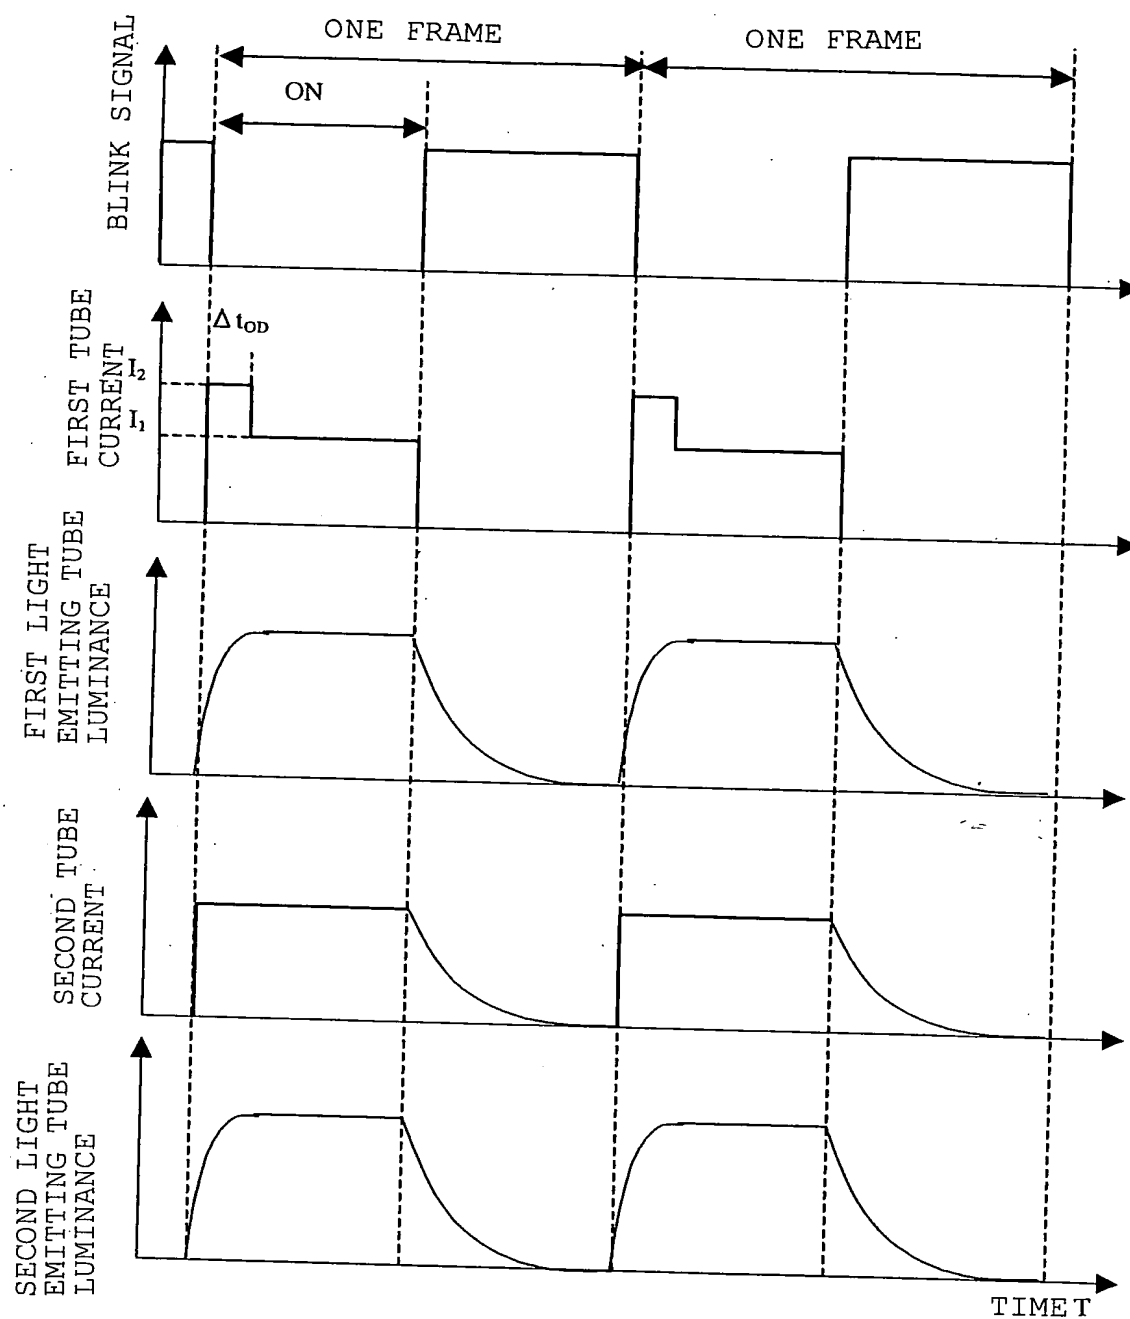 ONE FRAME
ONE FRAME
ON
BLINK SIGNAL
Δ tOD
I2
I1
FIRST TUBE
CURRENT
FIRST LIGHT
EMITTING TUBE
LUMINANCE
SECOND TUBE
CURRENT
SECOND LIGHT
EMITTING TUBE
LUMINANCE
TIMET